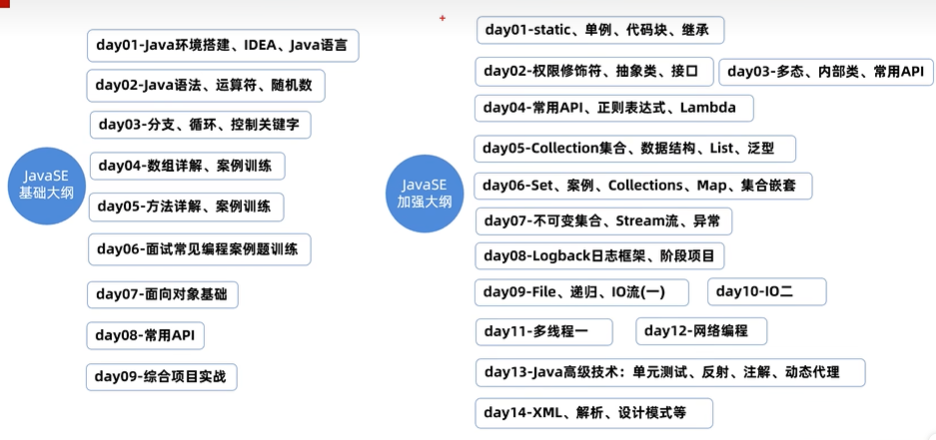 JavaSE
基础大纲
day01-Java环境搭建、IDEA、Java语言
day02-Java语法、运算符、随机数
day03-分支、循环、控制关键字
day04-数组详解、案例训练
day05-方法详解、案例训练
day06-面试常见编程案例题训练
day07-面向对象基础
day08-常用API
day09-综合项目实战
JavaSE
加强大纲
day01-static、单例、代码块、继承
day02-权限修饰符、抽象类、接口
day03-多态、内部类、常用API
day04-常用API、正则表达式、Lambda
day05-Collection集合、数据结构、List、泛型
day06-Set、案例、Collections、Map、集合嵌套
day07-不可变集合、Stream流、异常
day08-Logback日志框架、阶段项目
day09-File、递归、IO流(一)
day10-IO二
day11-多线程一
day12-网络编程
day13-Java高级技术：单元测试、反射、注解、动态代理
day14-XML、解析、设计模式等